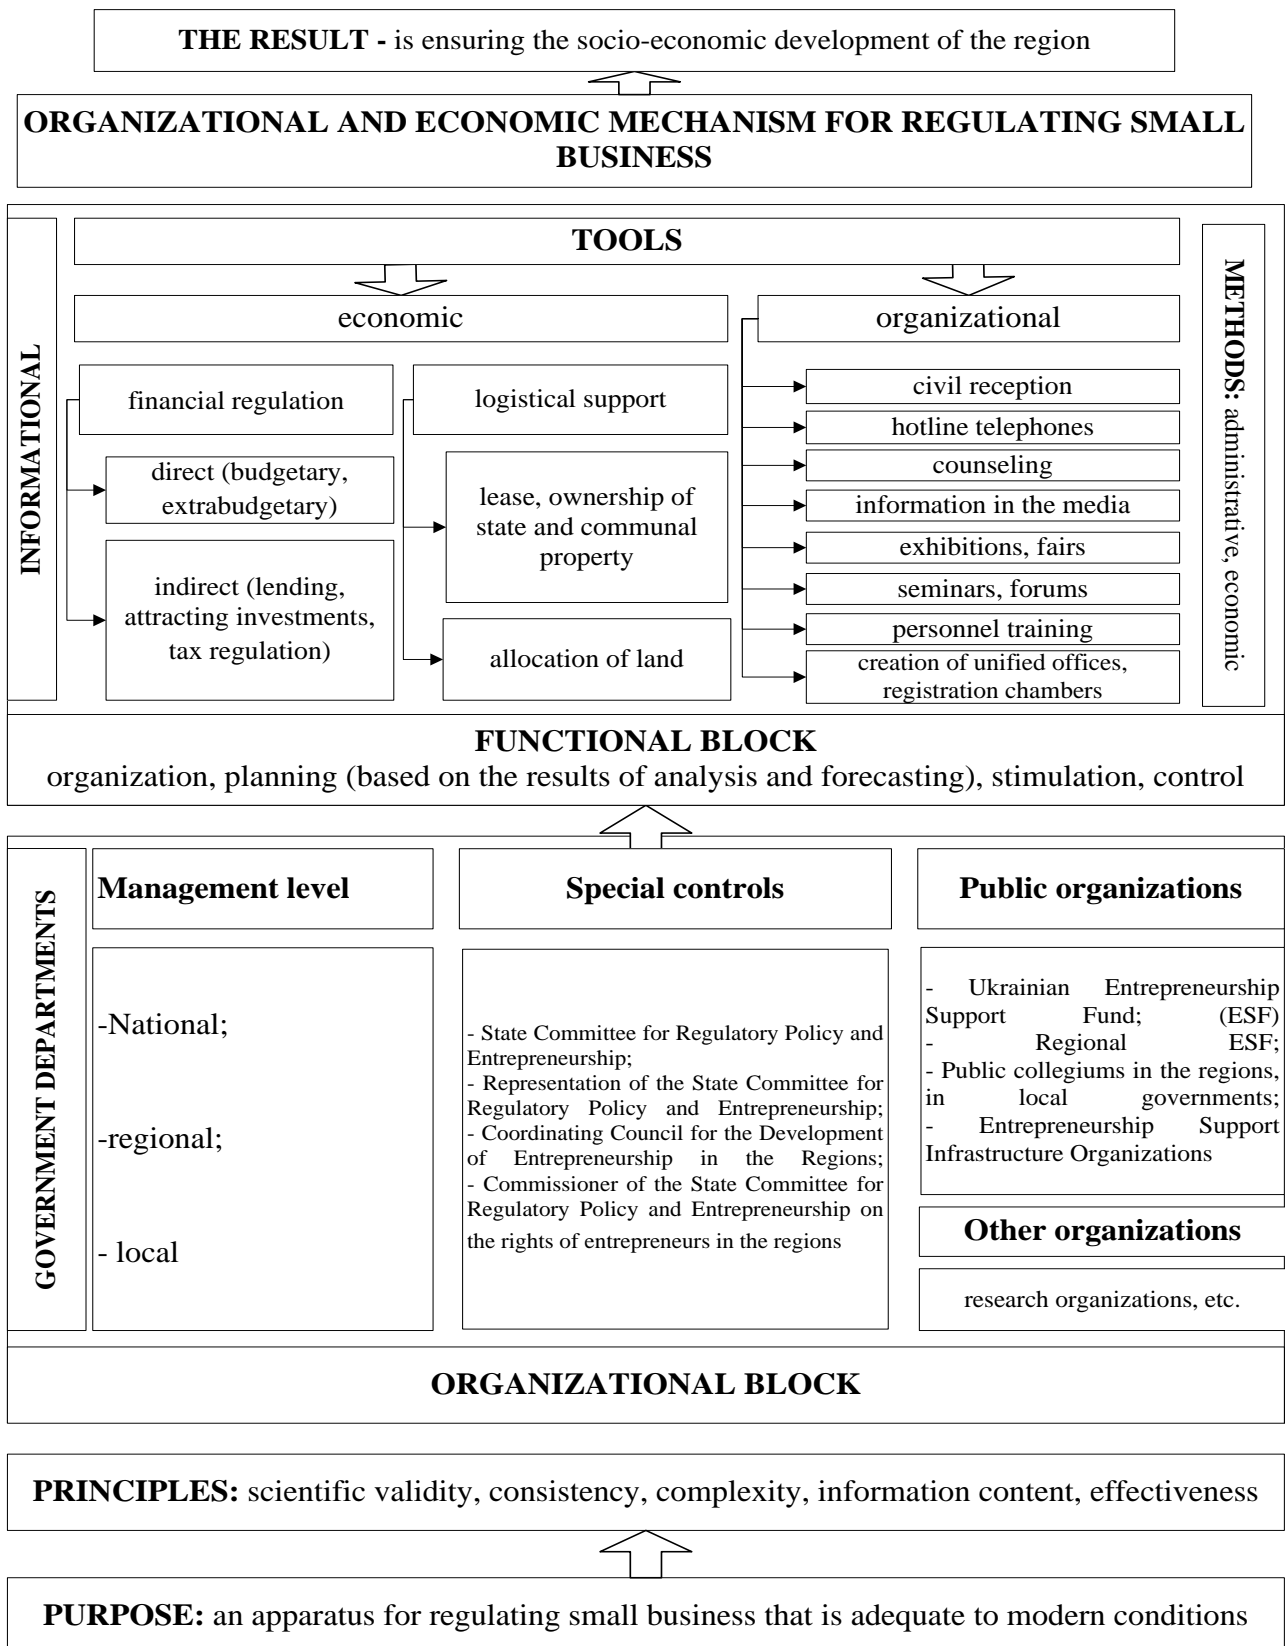 THE RESULT - is ensuring the socio-economic development of the region
ORGANIZATIONAL AND ECONOMIC MECHANISM FOR REGULATING SMALL
BUSINESS
INFORMATIONAL
TOOLS
economic
financial regulation
direct (budgetary,
extrabudgetary)
indirect (lending,
attracting investments,
tax regulation)
logistical support
lease, ownership of
state and communal
property
allocation of land
organizational
civil reception
hotline telephones
counseling
information in the media
exhibitions, fairs
seminars, forums
personnel training
creation of unified offices,
registration chambers
METHODS: administrative, economic
FUNCTIONAL BLOCK
organization, planning (based on the results of analysis and forecasting), stimulation, control
GOVERNMENT DEPARTMENTS
Management level
-National;
-regional;
- local
Special controls
- State Committee for Regulatory Policy and
Entrepreneurship;
- Representation of the State Committee for
Regulatory Policy and Entrepreneurship;
- Coordinating Council for the Development
of Entrepreneurship in the Regions;
- Commissioner of the State Committee for
Regulatory Policy and Entrepreneurship on
the rights of entrepreneurs in the regions
Public organizations
- Ukrainian Entrepreneurship
Support Fund; (ESF)
- Regional ESF;
- Public collegiums in the regions,
in local governments;
- Entrepreneurship Support
Infrastructure Organizations
Other organizations
research organizations, etc.
ORGANIZATIONAL BLOCK
PRINCIPLES: scientific validity, consistency, complexity, information content, effectiveness
PURPOSE: an apparatus for regulating small business that is adequate to modern conditions